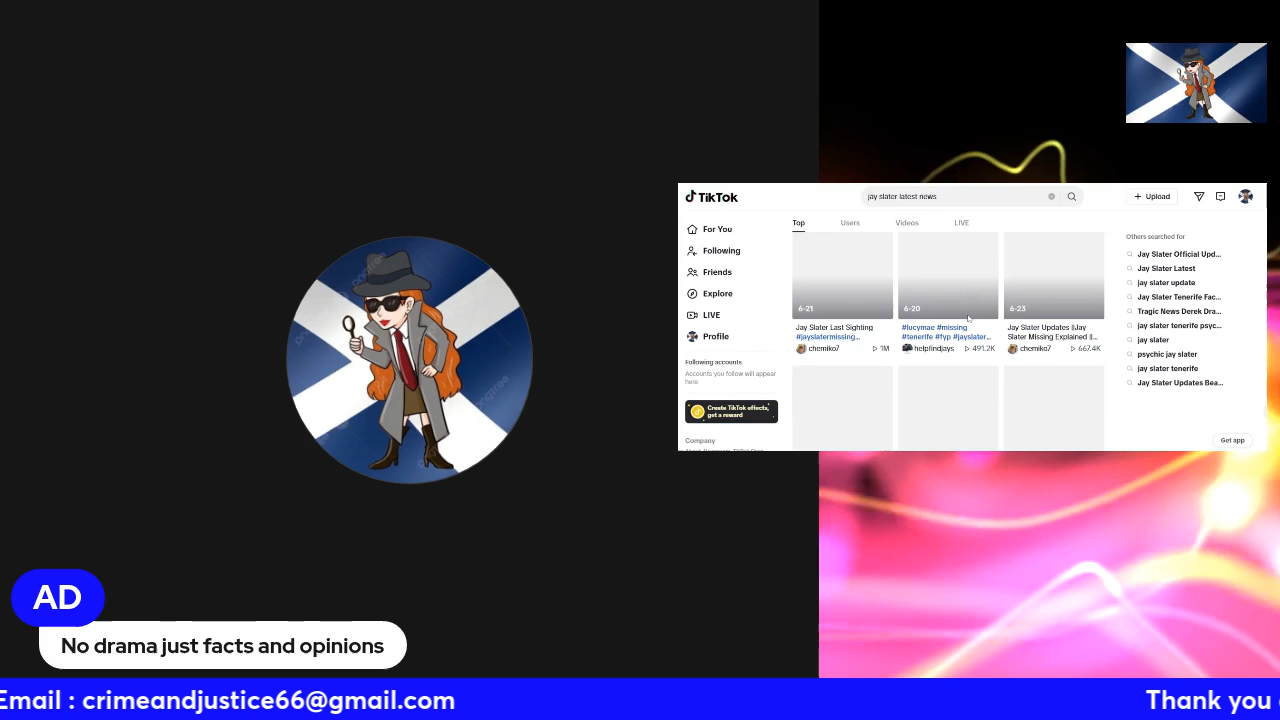 TikTok
jay slater latest news
Upload
For You
Following
Friends
Explore
LIVE
Profile
Following accounts
Accounts you follow will appear
here
Create TikTok effects,
get a reward
Company
Top Users Videos LIVE
6-21
Jay Slater Last Sighting
#jayslatermissing...
chemiko7 1M
6-20
#lucymae #missing
#tenerife #fyp #jayslater...
helpfindjays 491.2K
6-23
Jay Slater Updates ||Jay
Slater Missing Explained ||...
chemiko7 667.4K
Others searched for
Jay Slater Official Upd...
Jay Slater Latest
jay slater update
Jay Slater Tenerife Fac...
Tragic News Derek Dra...
jay slater tenerife psyc...
jay slater
psychic jay slater
jay slater tenerife
Jay Slater Updates Bea...
Get app
AD
No drama just facts and opinions
Email : crimeandjustice66@gmail.com
Thank you